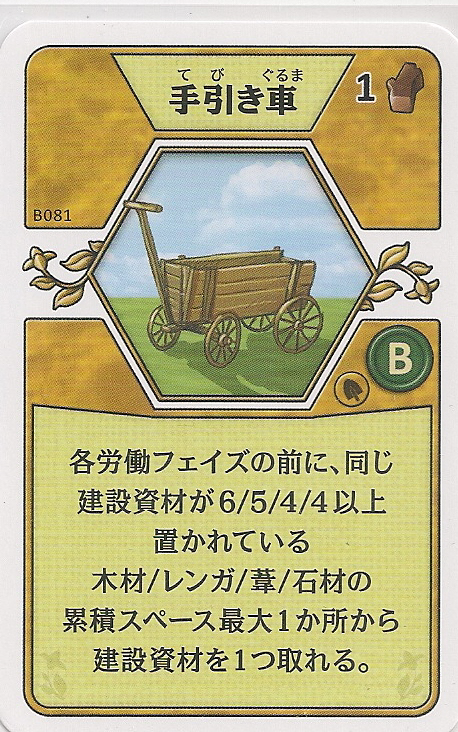 て び ぐるま
手引き車
1
B081
B
各労働フェイズの前に、同じ
建設資材が6/5/4/4以上
置かれている
木材/レンガ/葦/石材の
累積スペース最大1か所から
建設資材を1つ取れる。